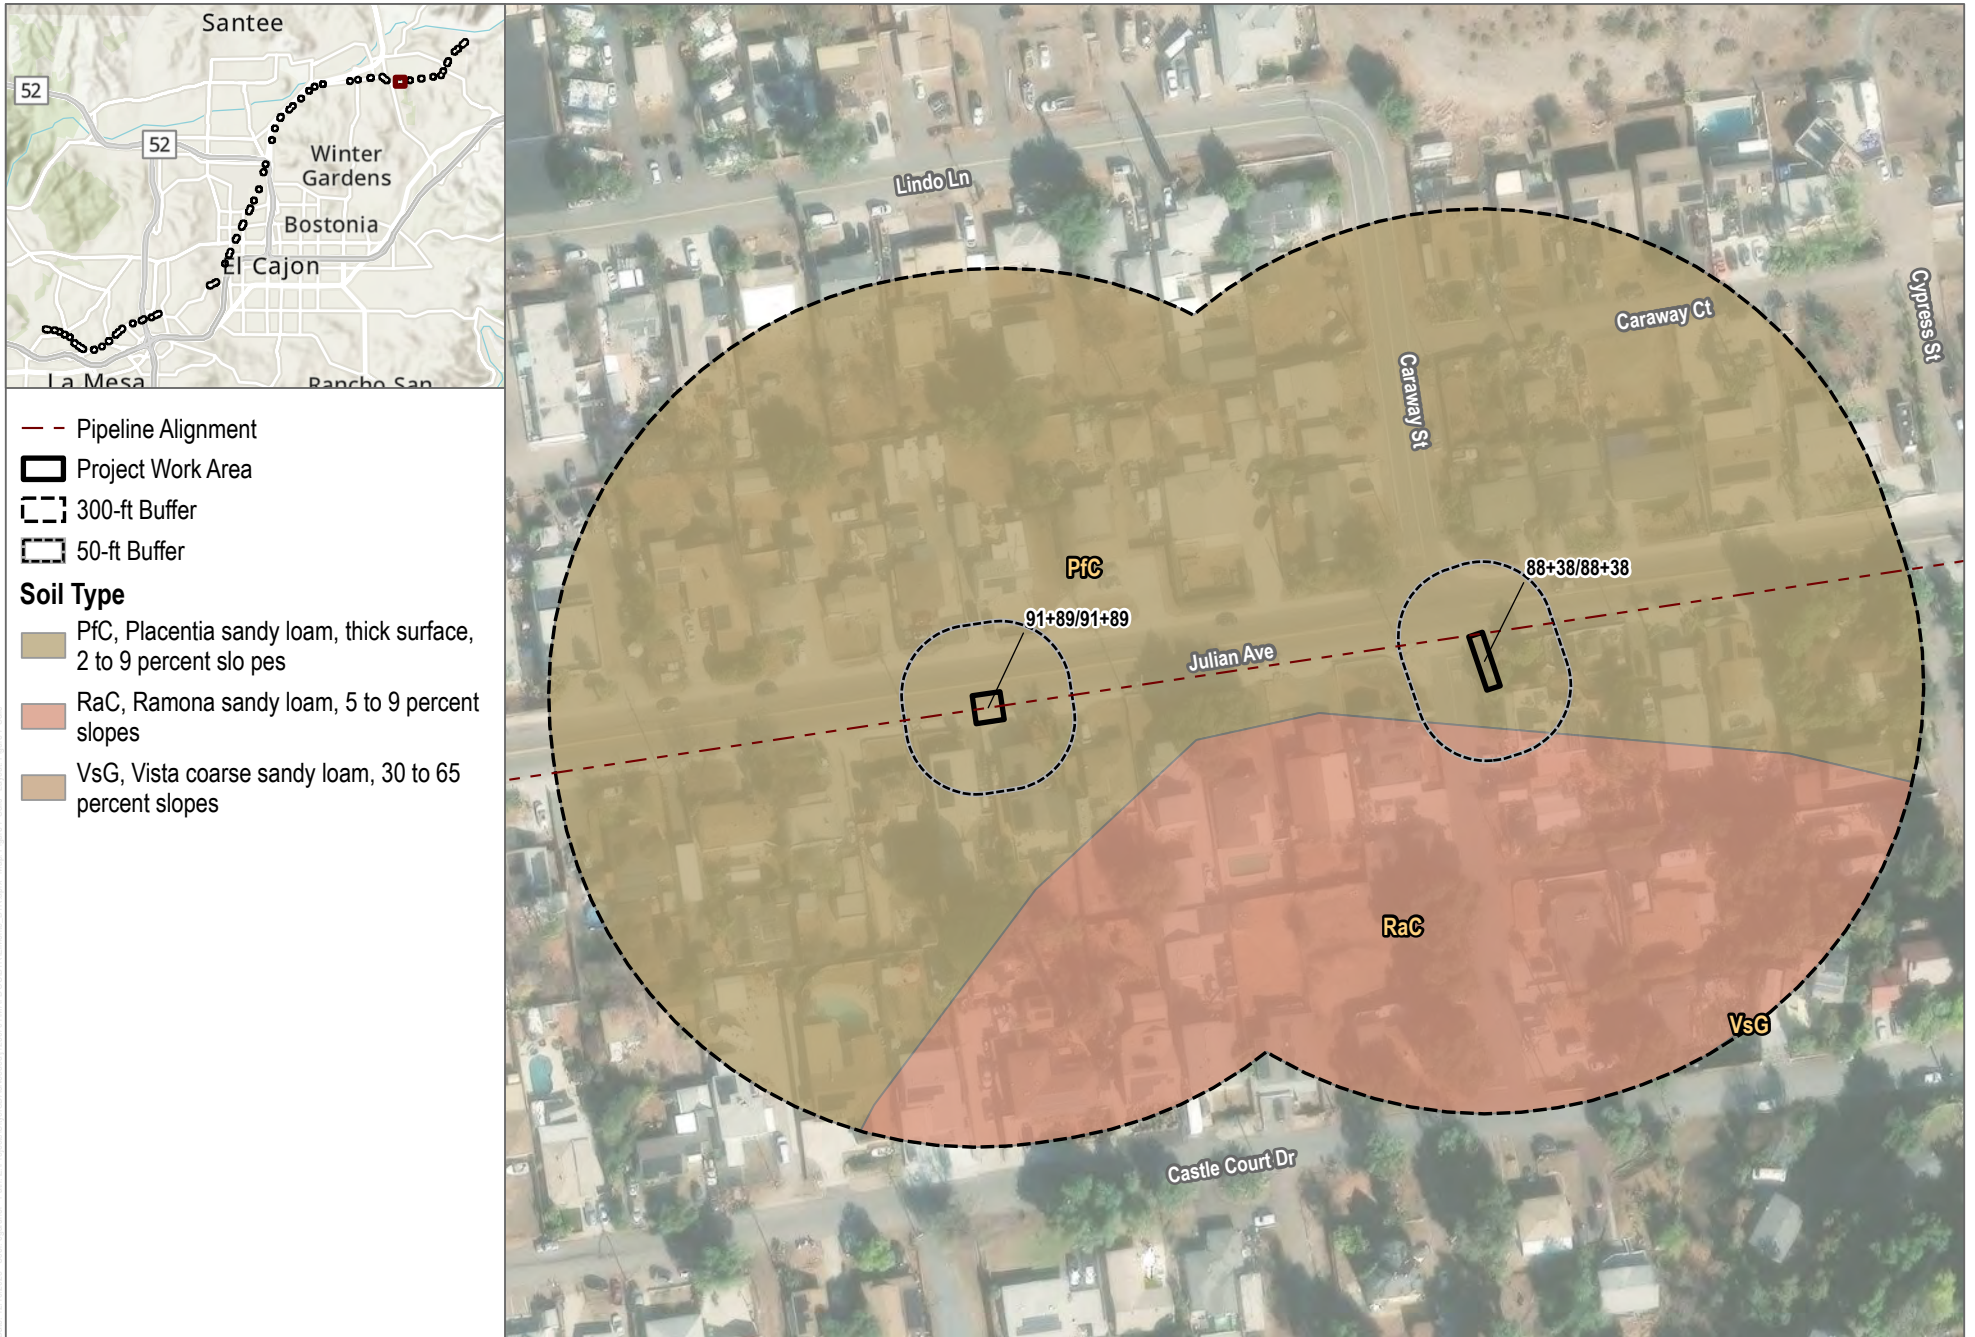 Santee
52
52
Winter
Gardens
Bostonia
El Cajon
La Mesa
Rancho San
Pipeline Alignment
Project Work Area
300-ft Buffer
50-ft Buffer
Soil Type
PfC, Placentia sandy loam, thick surface,
2 to 9 percent slo pes
RaC, Ramona sandy loam, 5 to 9 percent
slopes
VsG, Vista coarse sandy loam, 30 to 65
percent slopes
Lindo Ln
Caraway Ct
Cypress St
Caraway St
PfC
88+38/88+38
91+89/91+89
Julian Ave
RaC
VsG
Castle Court Dr